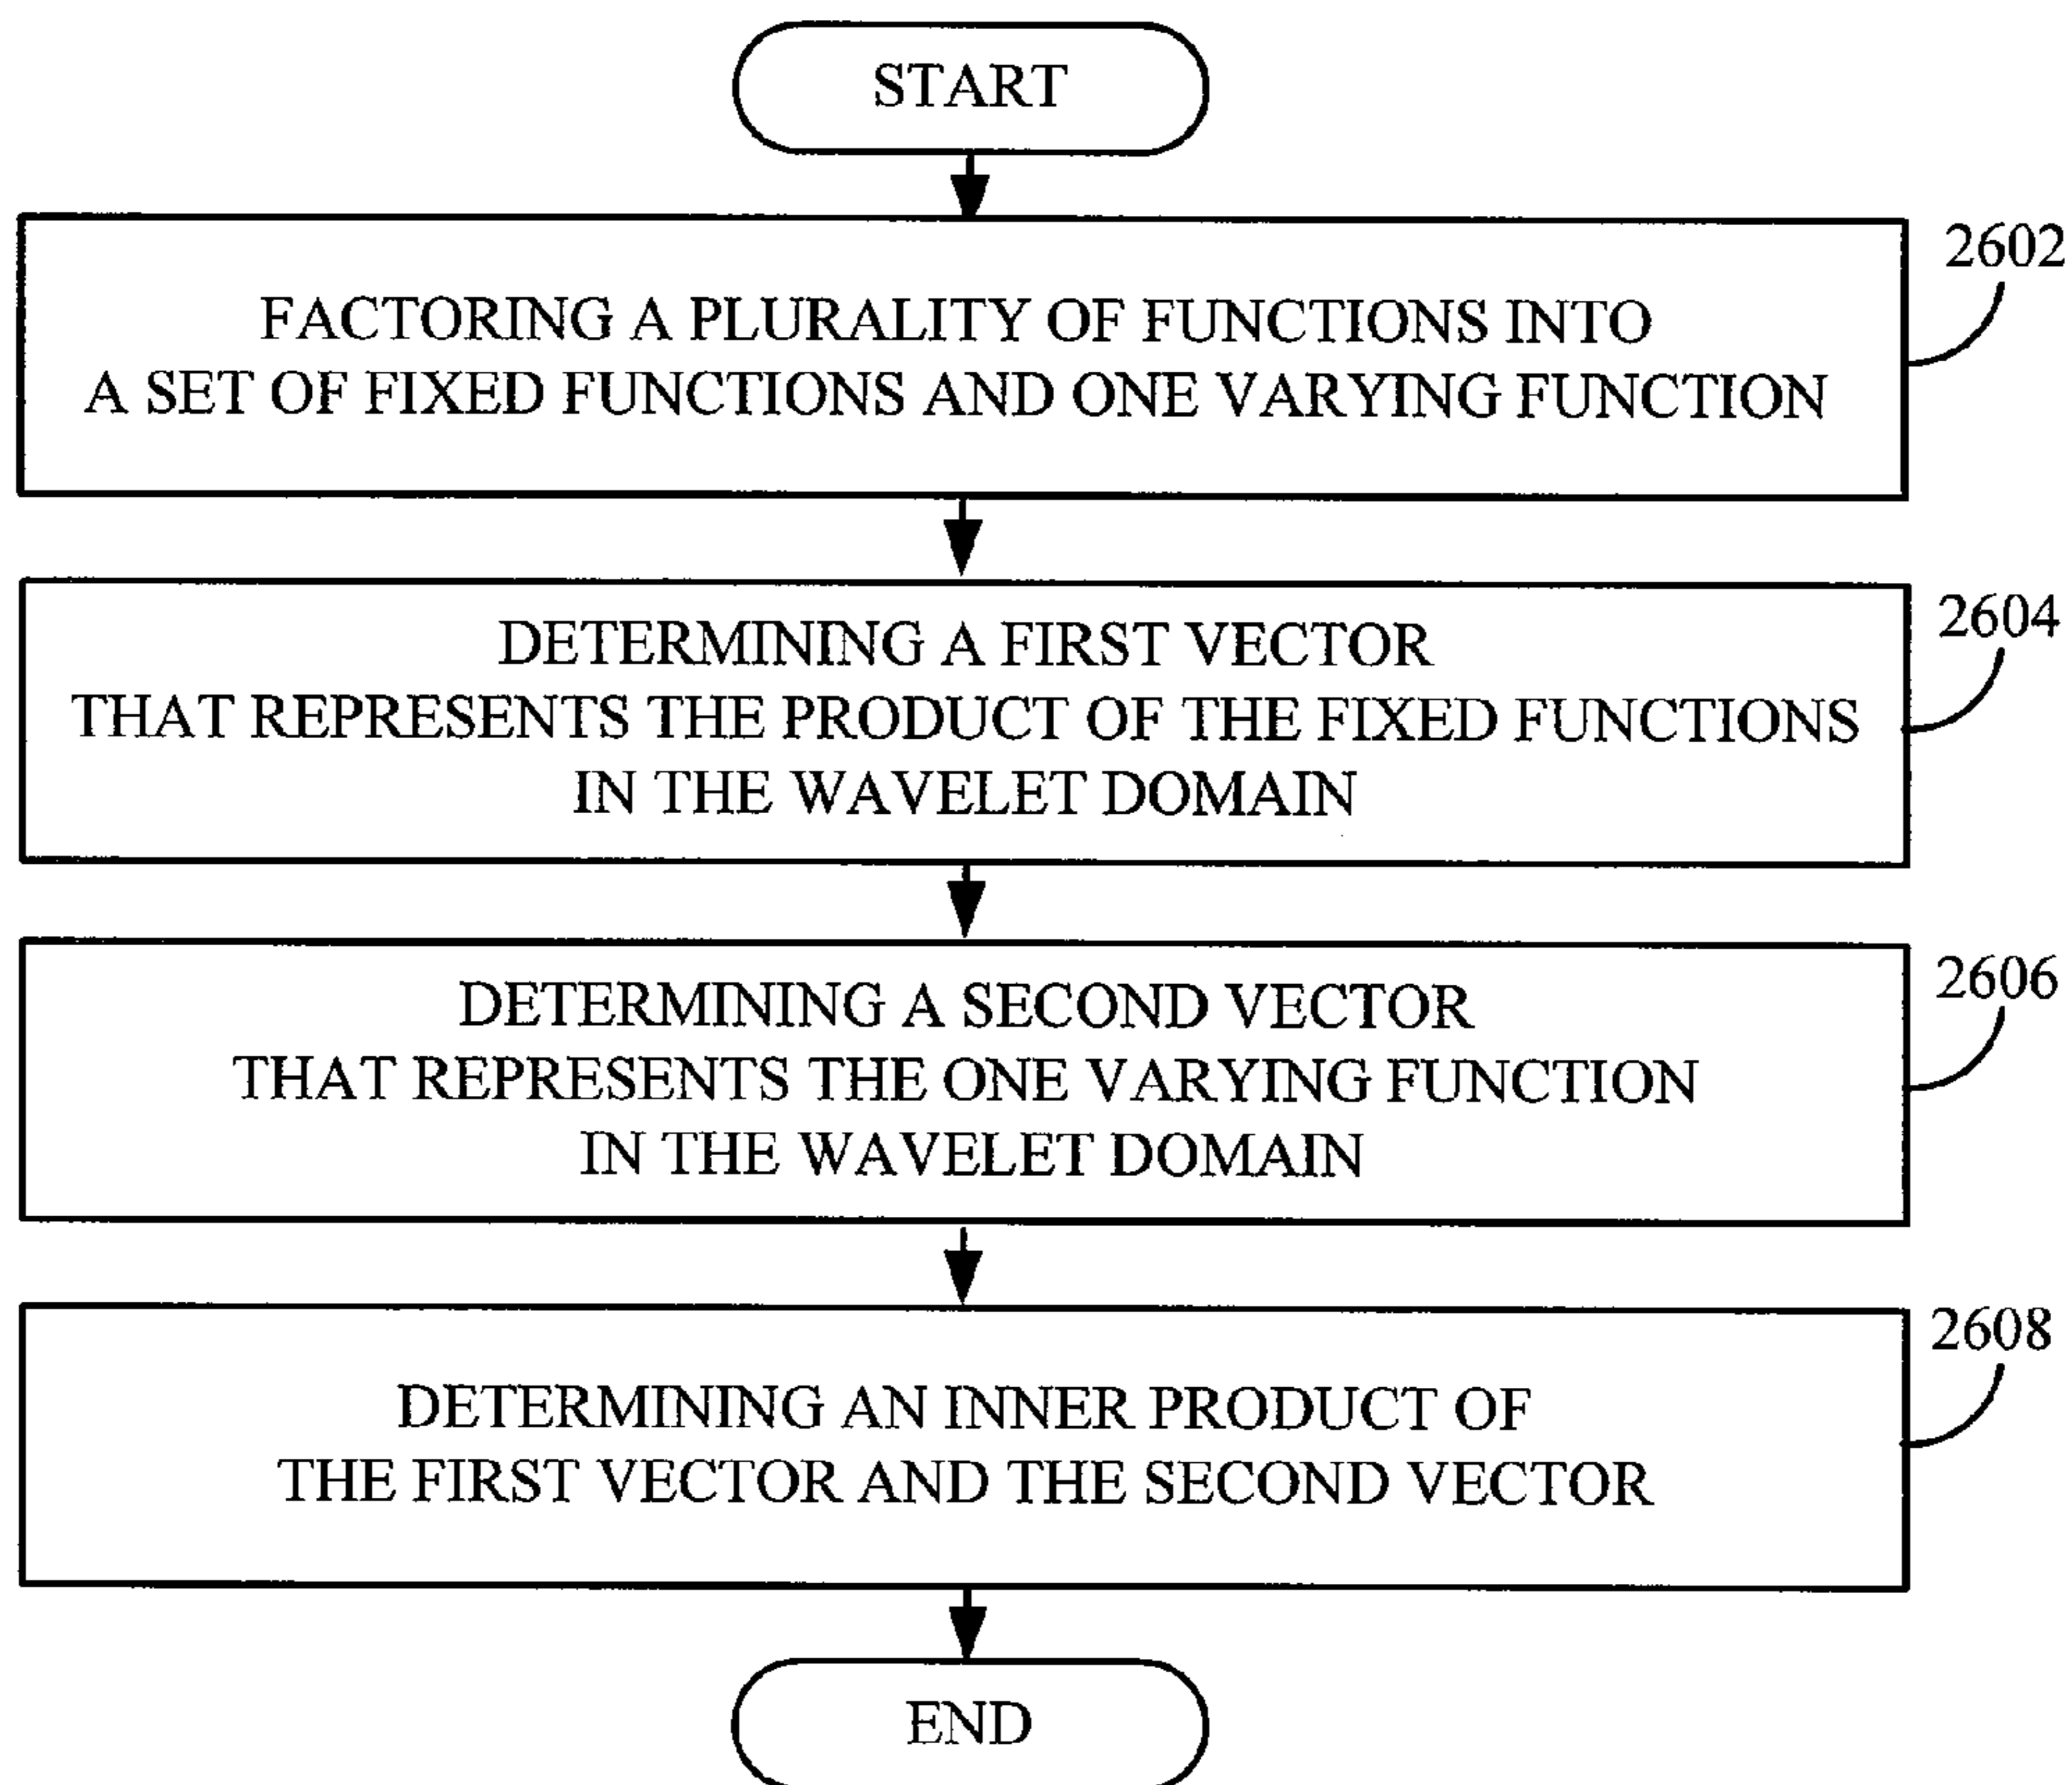 START
2602
FACTORING A PLURALITY OF FUNCTIONS INTO
A SET OF FIXED FUNCTIONS AND ONE VARYING FUNCTION
2604
DETERMINING A FIRST VECTOR
THAT REPRESENTS THE PRODUCT OF THE FIXED FUNCTIONS
IN THE WAVELET DOMAIN
2606
DETERMINING A SECOND VECTOR
THAT REPRESENTS THE ONE VARYING FUNCTION
IN THE WAVELET DOMAIN
2608
DETERMINING AN INNER PRODUCT OF
THE FIRST VECTOR AND THE SECOND VECTOR
END